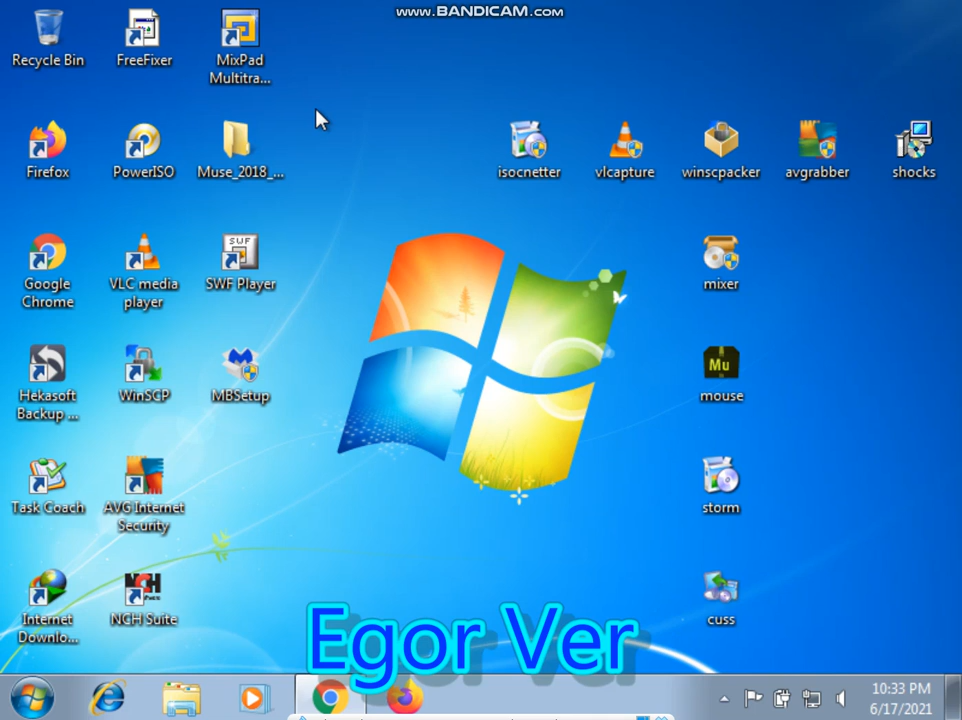 www.BANDICAM.com
Recycle Bin
FreeFixer
MixPad
Multitra...
Firefox
PowerISO
Muse_2018_...
isocnetter
vlcapture
winscpacker
avgrabber
shocks
Google
Chrome
VLC media
player
SUF
SWF Player
mixer
Hekasoft
Backup ...
WinSCP
MBSetup
Mu
mouse
Task Coach
AVG Internet
Security
storm
Internet
Downlo...
NCH
NCH Suite
cuss
Egor Ver
10:33 PM
6/17/2021